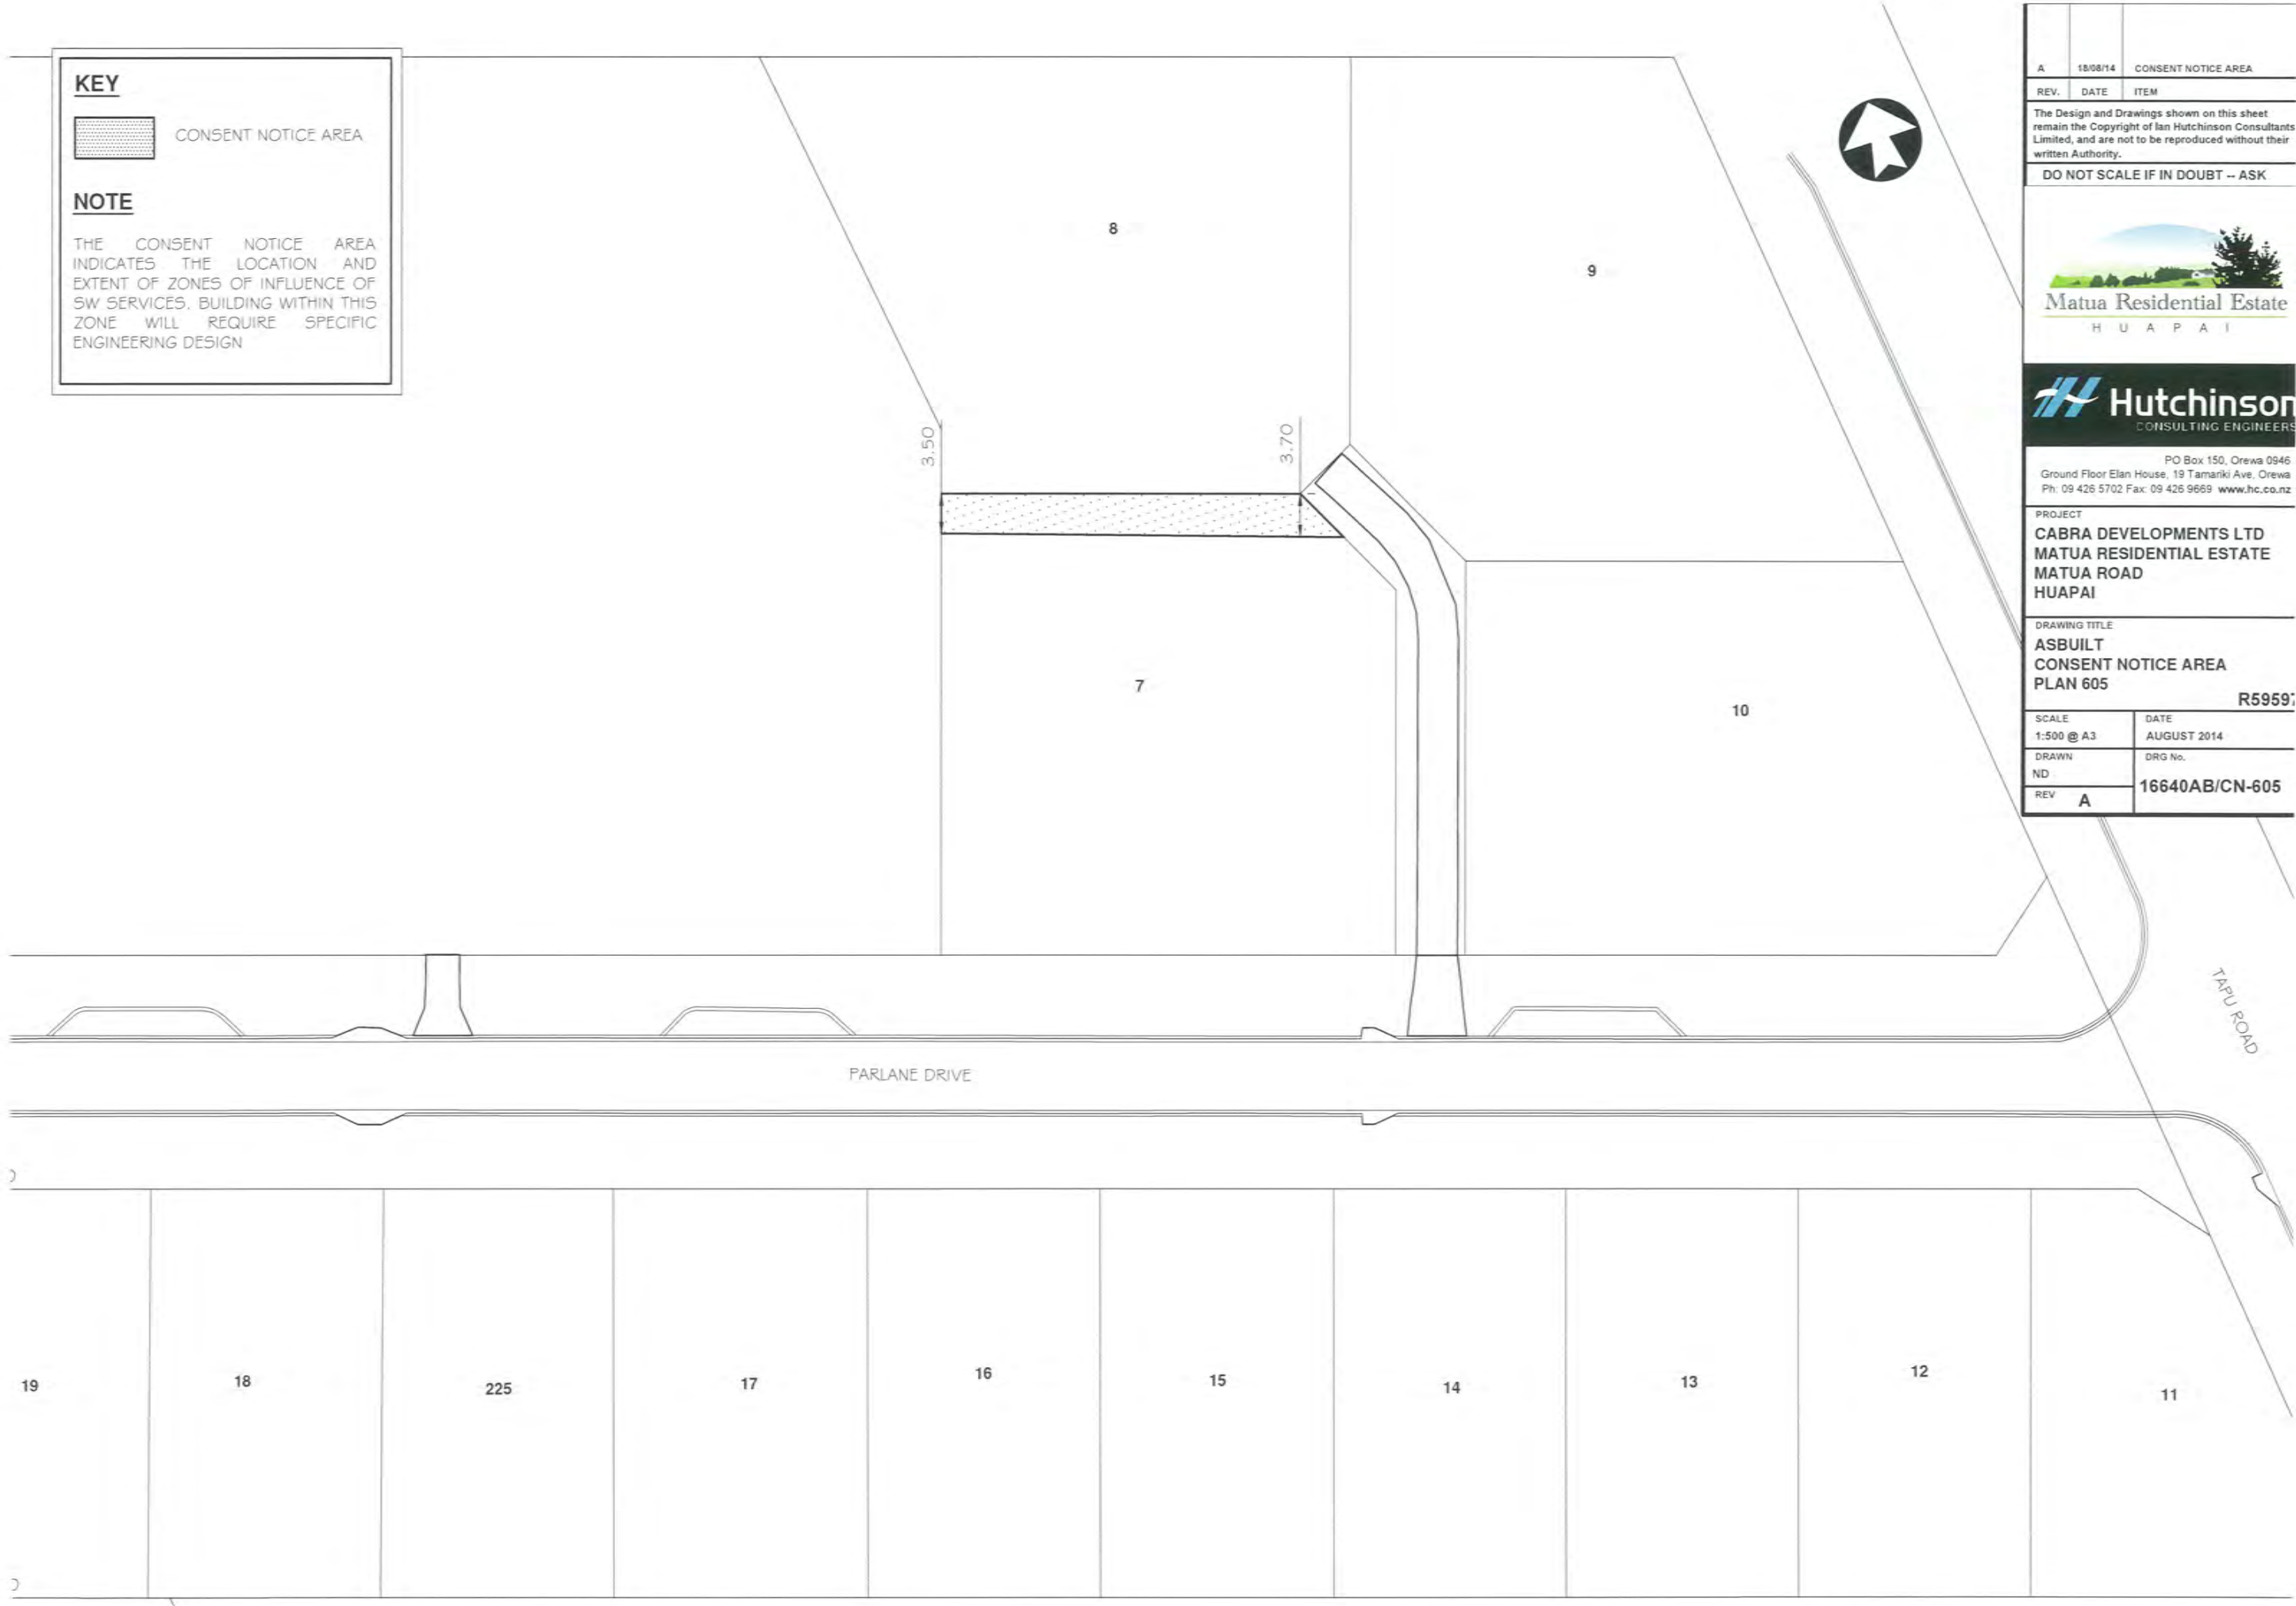 KEY
CONSENT NOTICE AREA
NOTE
THE CONSENT NOTICE AREA
INDICATES THE LOCATION AND
EXTENT OF ZONES OF INFLUENCE OF
SW SERVICES. BUILDING WITHIN THIS
ZONE WILL REQUIRE SPECIFIC
ENGINEERING DESIGN
8
9
3.50
3.70
7
10
PARLANE DRIVE
TAPU ROAD
19
18
225
17
16
15
14
13
12
11
A 18/08/14 CONSENT NOTICE AREA
REV. DATE ITEM
The Design and Drawings shown on this sheet
remain the Copyright of Ian Hutchinson Consultants
Limited, and are not to be reproduced without their
written Authority.
DO NOT SCALE IF IN DOUBT -- ASK
Matua Residential Estate
HUAPAI
Hutchinson
CONSULTING ENGINEERS
PO Box 150, Orewa 0946
Ground Floor Elan House, 19 Tamariki Ave, Orewa
Ph: 09 426 5702 Fax: 09 426 9669 www.hc.co.nz
PROJECT
CABRA DEVELOPMENTS LTD
MATUA RESIDENTIAL ESTATE
MATUA ROAD
HUAPAI
DRAWING TITLE
ASBUILT
CONSENT NOTICE AREA
PLAN 605
SCALE
1:500 @ A3
DATE
AUGUST 2014
DRAWN
ND
DRG No.
16640AB/CN-605
REV A